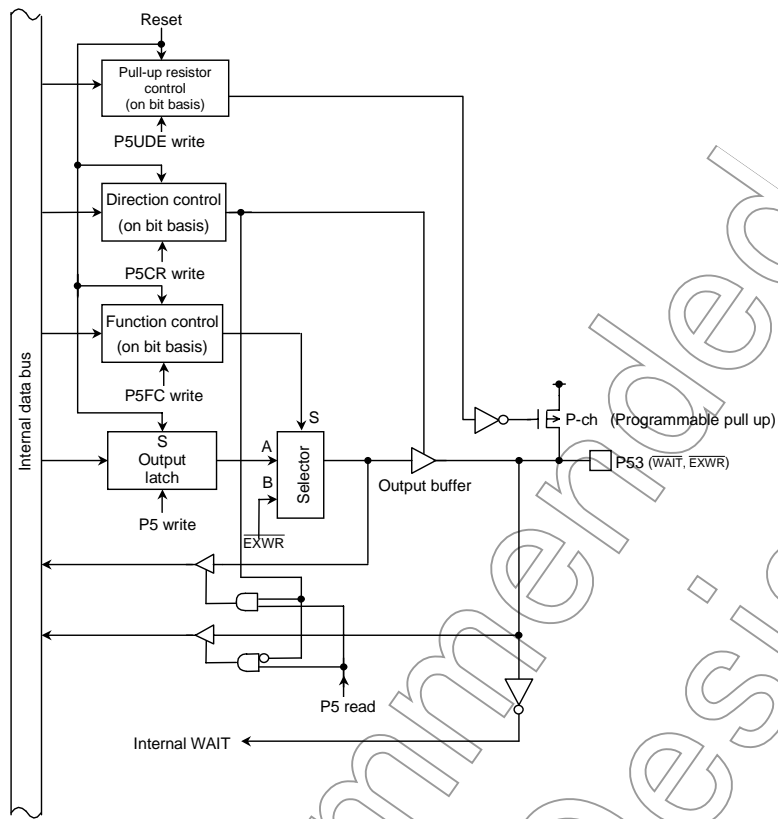 Reset
Pull-up resistor
control
(on bit basis)
P5UDE write
Direction control
(on bit basis)
P5CR write
Function control
(on bit basis)
P5FC write
S
Output
latch
P5 write
A
B
S
Selector
EXWR
Output buffer
P-ch (Programmable pull up)
P53 (WAIT, EXWR)
P5 read
Internal WAIT
Internal data bus
mmended
Desi